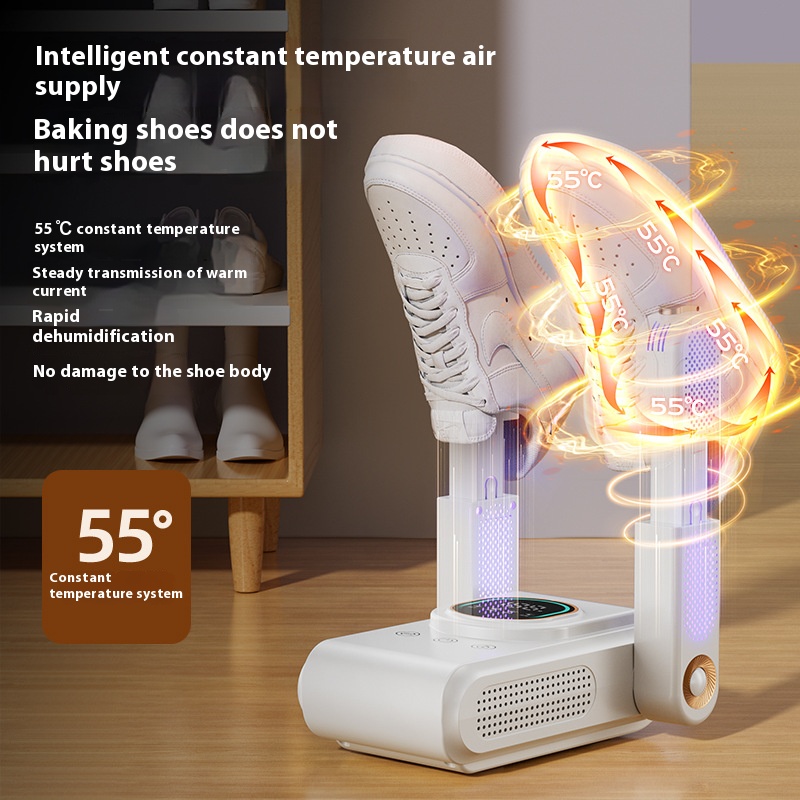 Intelligent constant temperature air
supply
Baking shoes does not
hurt shoes
55 ℃ constant temperature
system
Steady transmission of warm
current
Rapid
dehumidification
No damage to the shoe body
55℃
55℃
55℃
55℃
55℃
55°
Constant
temperature system